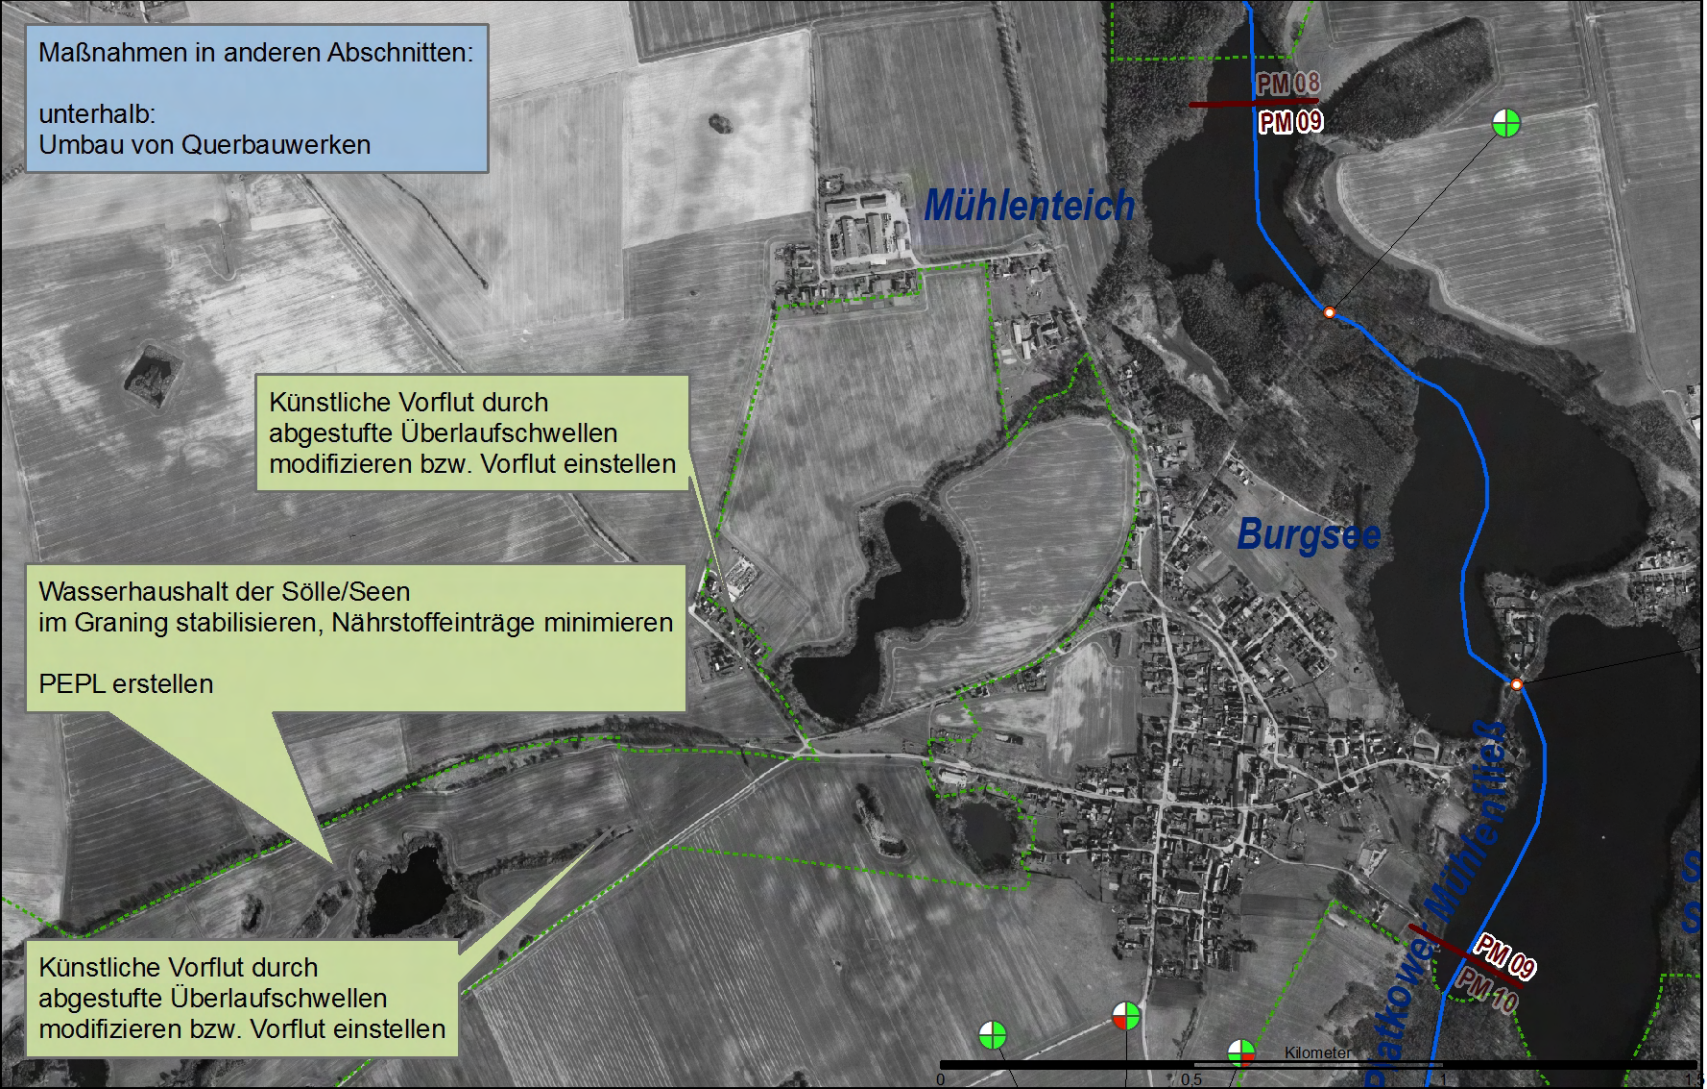 Maßnahmen in anderen Abschnitten:
unterhalb:
Umbau von Querbauwerken
PM 08
PM 09
Mühlenteich
Künstliche Vorflut durch
abgestufte Überlaufschwellen
modifizieren bzw. Vorflut einstellen
Burgsee
Wasserhaushalt der Sölle/Seen
im Graning stabilisieren, Nährstoffeinträge minimieren
PEPL erstellen
Platkower Mühlenfließ
S
S
PM 09
PM 10
Künstliche Vorflut durch
abgestufte Überlaufschwellen
modifizieren bzw. Vorflut einstellen
Kilometer
0 0,5 1